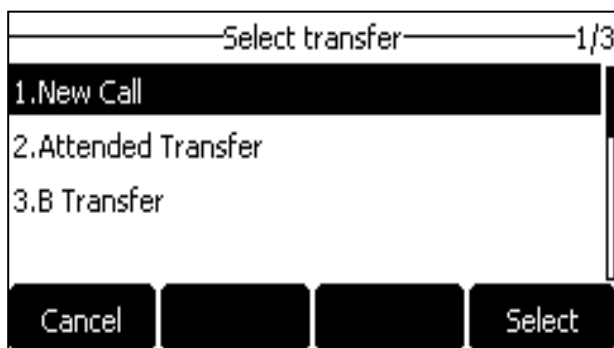 Select transfer 1/3
1.New Call
2.Attended Transfer
3.B Transfer
Cancel Select